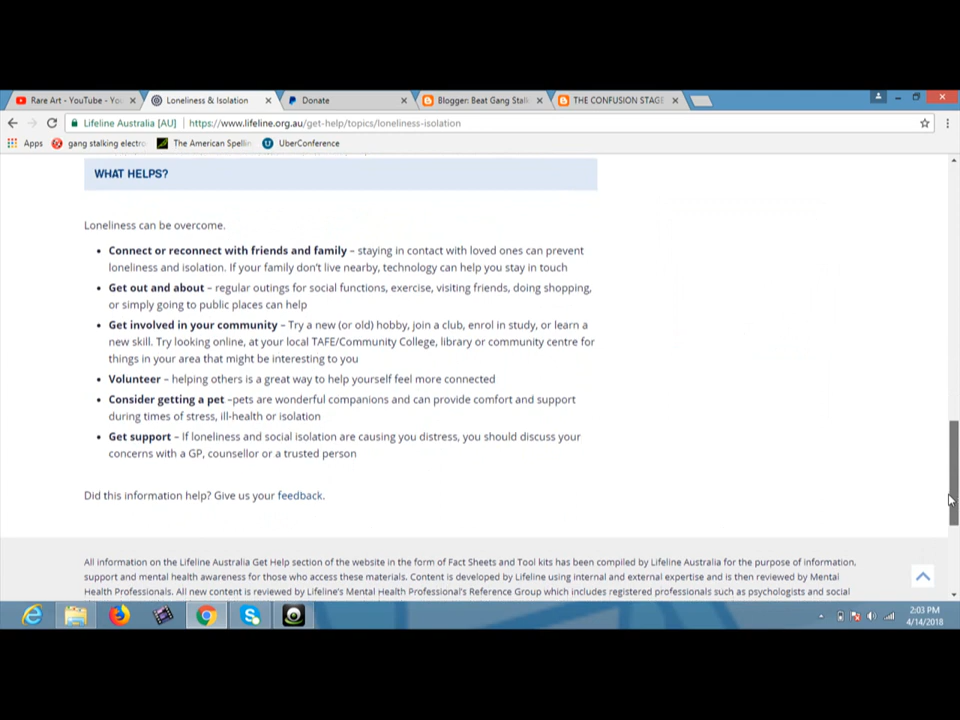 Rare Art - YouTube - You
Loneliness & Isolation
Donate
Blogger: Beat Gang Stalk
THE CONFUSION STAGE
Lifeline Australia [AU] | https://www.lifeline.org.au/get-help/topics/loneliness-isolation
Apps
gang stalking electro
The American Spellin
UberConference
WHAT HELPS?
Loneliness can be overcome.
• Connect or reconnect with friends and family – staying in contact with loved ones can prevent
loneliness and isolation. If your family don't live nearby, technology can help you stay in touch
• Get out and about – regular outings for social functions, exercise, visiting friends, doing shopping,
or simply going to public places can help
• Get involved in your community – Try a new (or old) hobby, join a club, enrol in study, or learn a
new skill. Try looking online, at your local TAFE/Community College, library or community centre for
things in your area that might be interesting to you
• Volunteer – helping others is a great way to help yourself feel more connected
• Consider getting a pet –pets are wonderful companions and can provide comfort and support
during times of stress, ill-health or isolation
• Get support – If loneliness and social isolation are causing you distress, you should discuss your
concerns with a GP, counsellor or a trusted person
Did this information help? Give us your feedback.
All information on the Lifeline Australia Get Help section of the website in the form of Fact Sheets and Tool kits has been compiled by Lifeline Australia for the purpose of information,
support and mental health awareness for those who access these materials. Content is developed by Lifeline using internal and external expertise and is then reviewed by Mental
Health Professionals. All new content is reviewed by Lifeline's Mental Health Professional's Reference Group which includes registered professionals such as psychologists and social
2:03 PM
4/14/2018